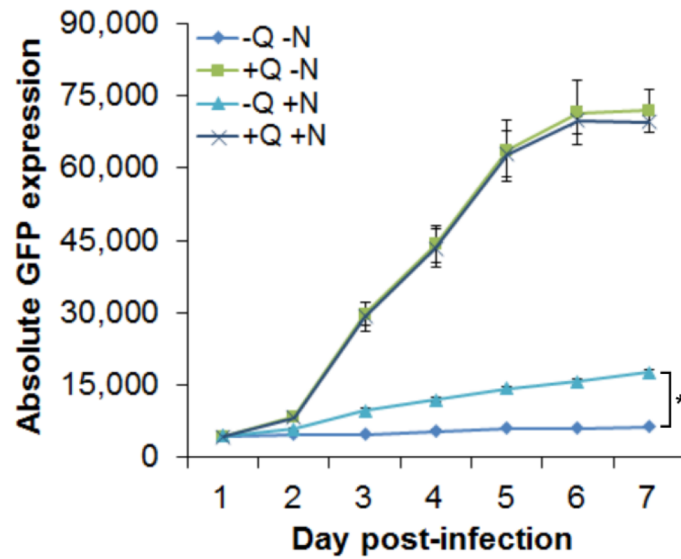 Absolute GFP expression
90,000
75,000
60,000
45,000
30,000
15,000
0
-Q -N
+Q -N
-Q +N
+Q +N
*
1 2 3 4 5 6 7
Day post-infection